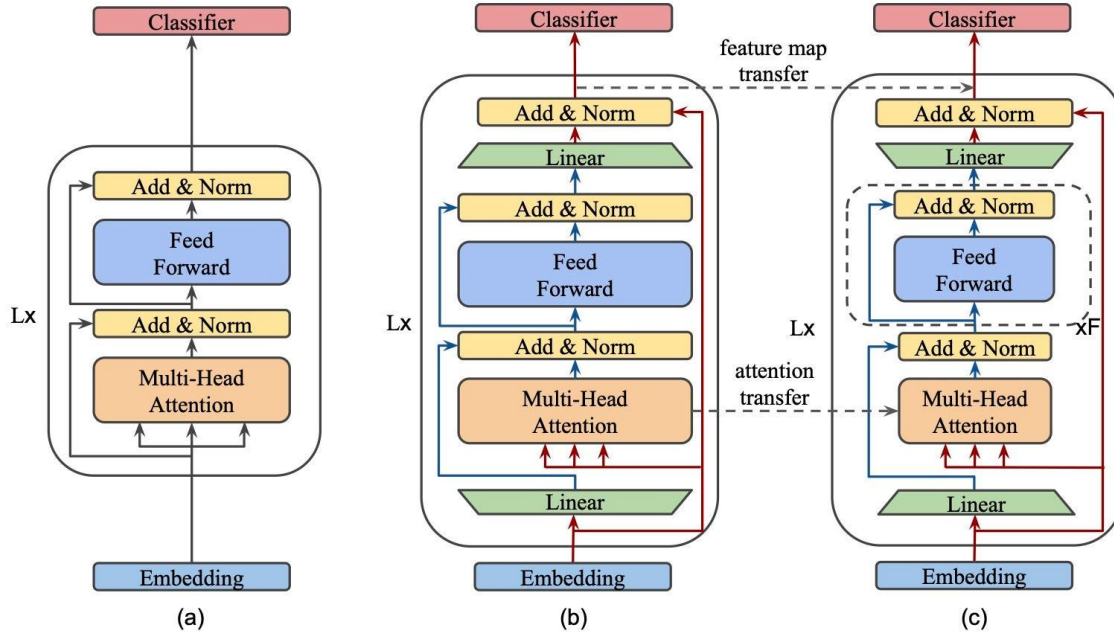 Classifier
Add & Norm
Feed
Forward
Lx
Add & Norm
Multi-Head
Attention
Embedding
(a)
Classifier
Add & Norm
Linear
Add & Norm
Feed
Forward
Lx
Add & Norm
Multi-Head
Attention
Linear
Embedding
(b)
feature map
transfer
attention
transfer
Classifier
Add & Norm
Linear
Add & Norm
Feed
Forward
xF
Lx
Add & Norm
Multi-Head
Attention
Linear
Embedding
(c)